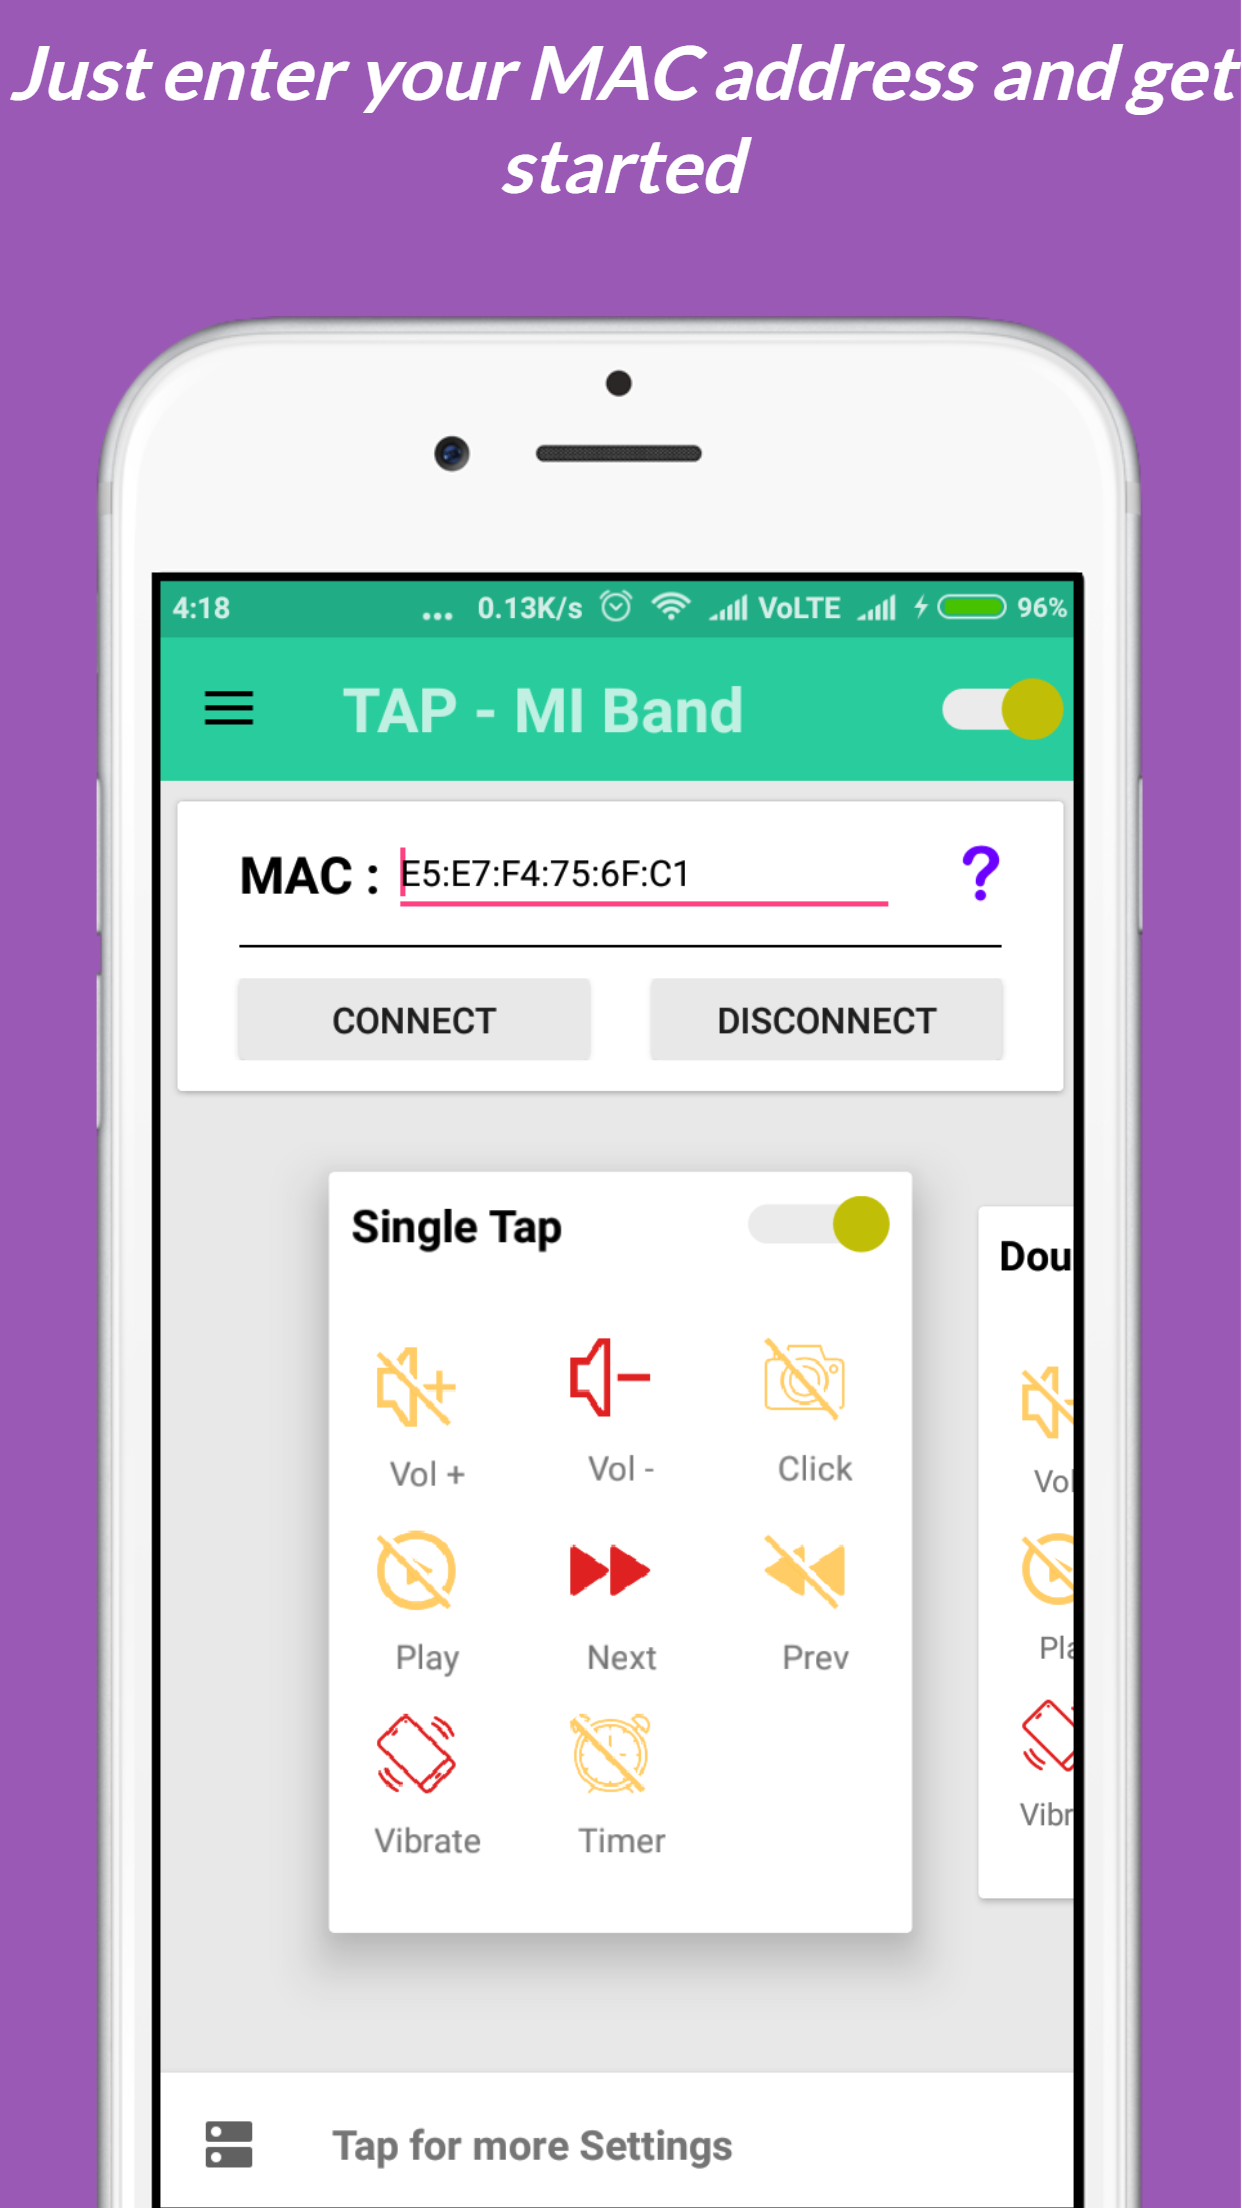 Just enter your MAC address and get
started
4:18 ... 0.13K/s VoLTE 96%
TAP - MI Band
MAC : E5:E7:F4:75:6F:C1 ?
CONNECT DISCONNECT
Single Tap
Dou
Vol + Vol - Click
Vol
Play Next Prev
Pla
Vibrate Timer
Vibr
Tap for more Settings